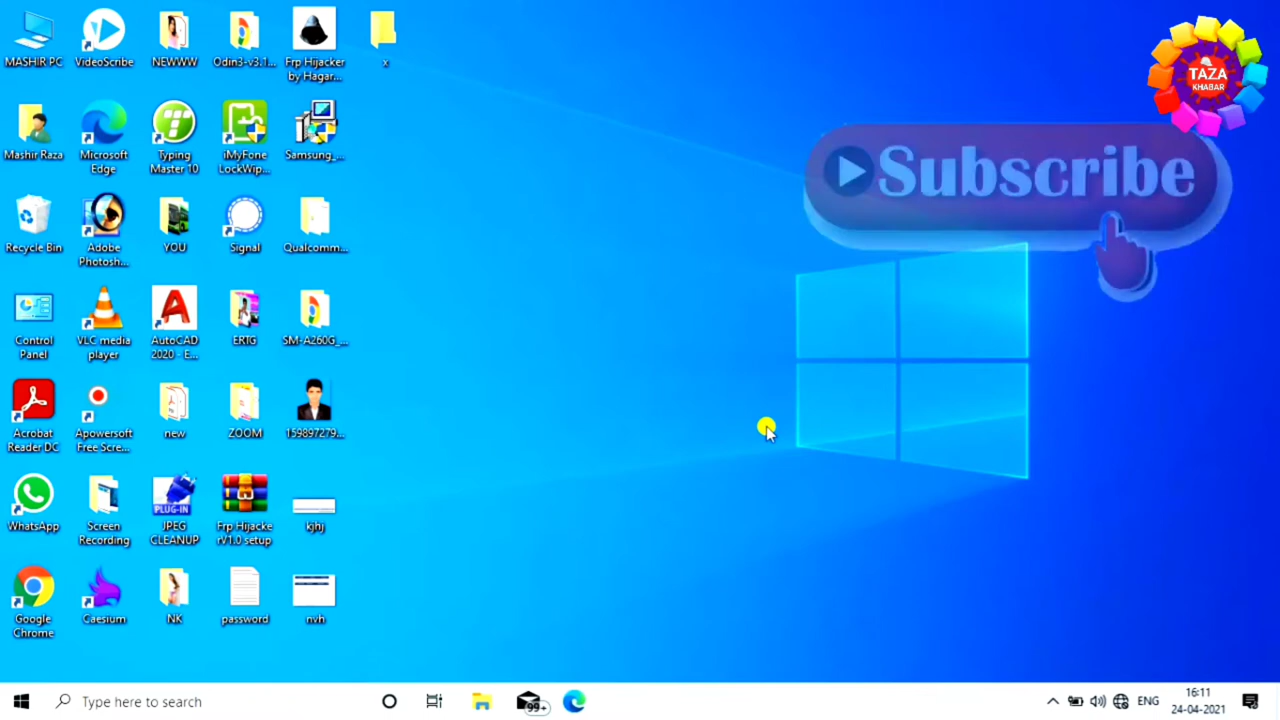 MASHIR PC
VideoScribe
NEWWW
Odin3-v3.1...
Frp Hijacker
by Hagar...
x
TAZA
KHABAR
Subscribe
Mashir Raza
Microsoft
Edge
Typing
Master 10
iMyFone
LockWip...
Samsung_...
Recycle Bin
Adobe
Photosh...
YOU
Signal
Qualcomm...
Control
Panel
VLC media
player
AutoCAD
2020 - E...
ERTG
SM-A260G_...
Acrobat
Reader DC
Apowersoft
Free Scre...
new
ZOOM
159897279...
WhatsApp
Screen
Recording
PLUG-IN
JPEG
CLEANUP
Frp Hijacke
rV1.0 setup
kjhj
Google
Chrome
Caesium
NK
password
nvh
Type here to search
99+
ENG
16:11
24-04-2021